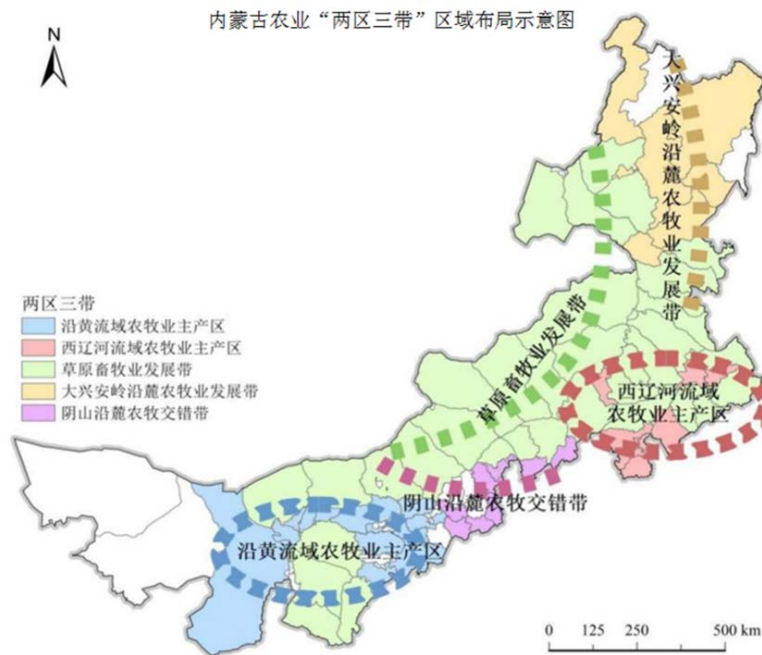 内蒙古农业“两区三带”区域布局示意图
N
大兴安岭沿麓农牧业发展带
草原畜牧业发展带
两区三带
沿黄流域农牧业主产区
西辽河流域农牧业主产区
草原畜牧业发展带
大兴安岭沿麓农牧业发展带
阴山沿麓农牧交错带
西辽河流域
农牧业主产区
阴山沿麓农牧交错带
沿黄流域农牧业主产区
0 125 250 500 km